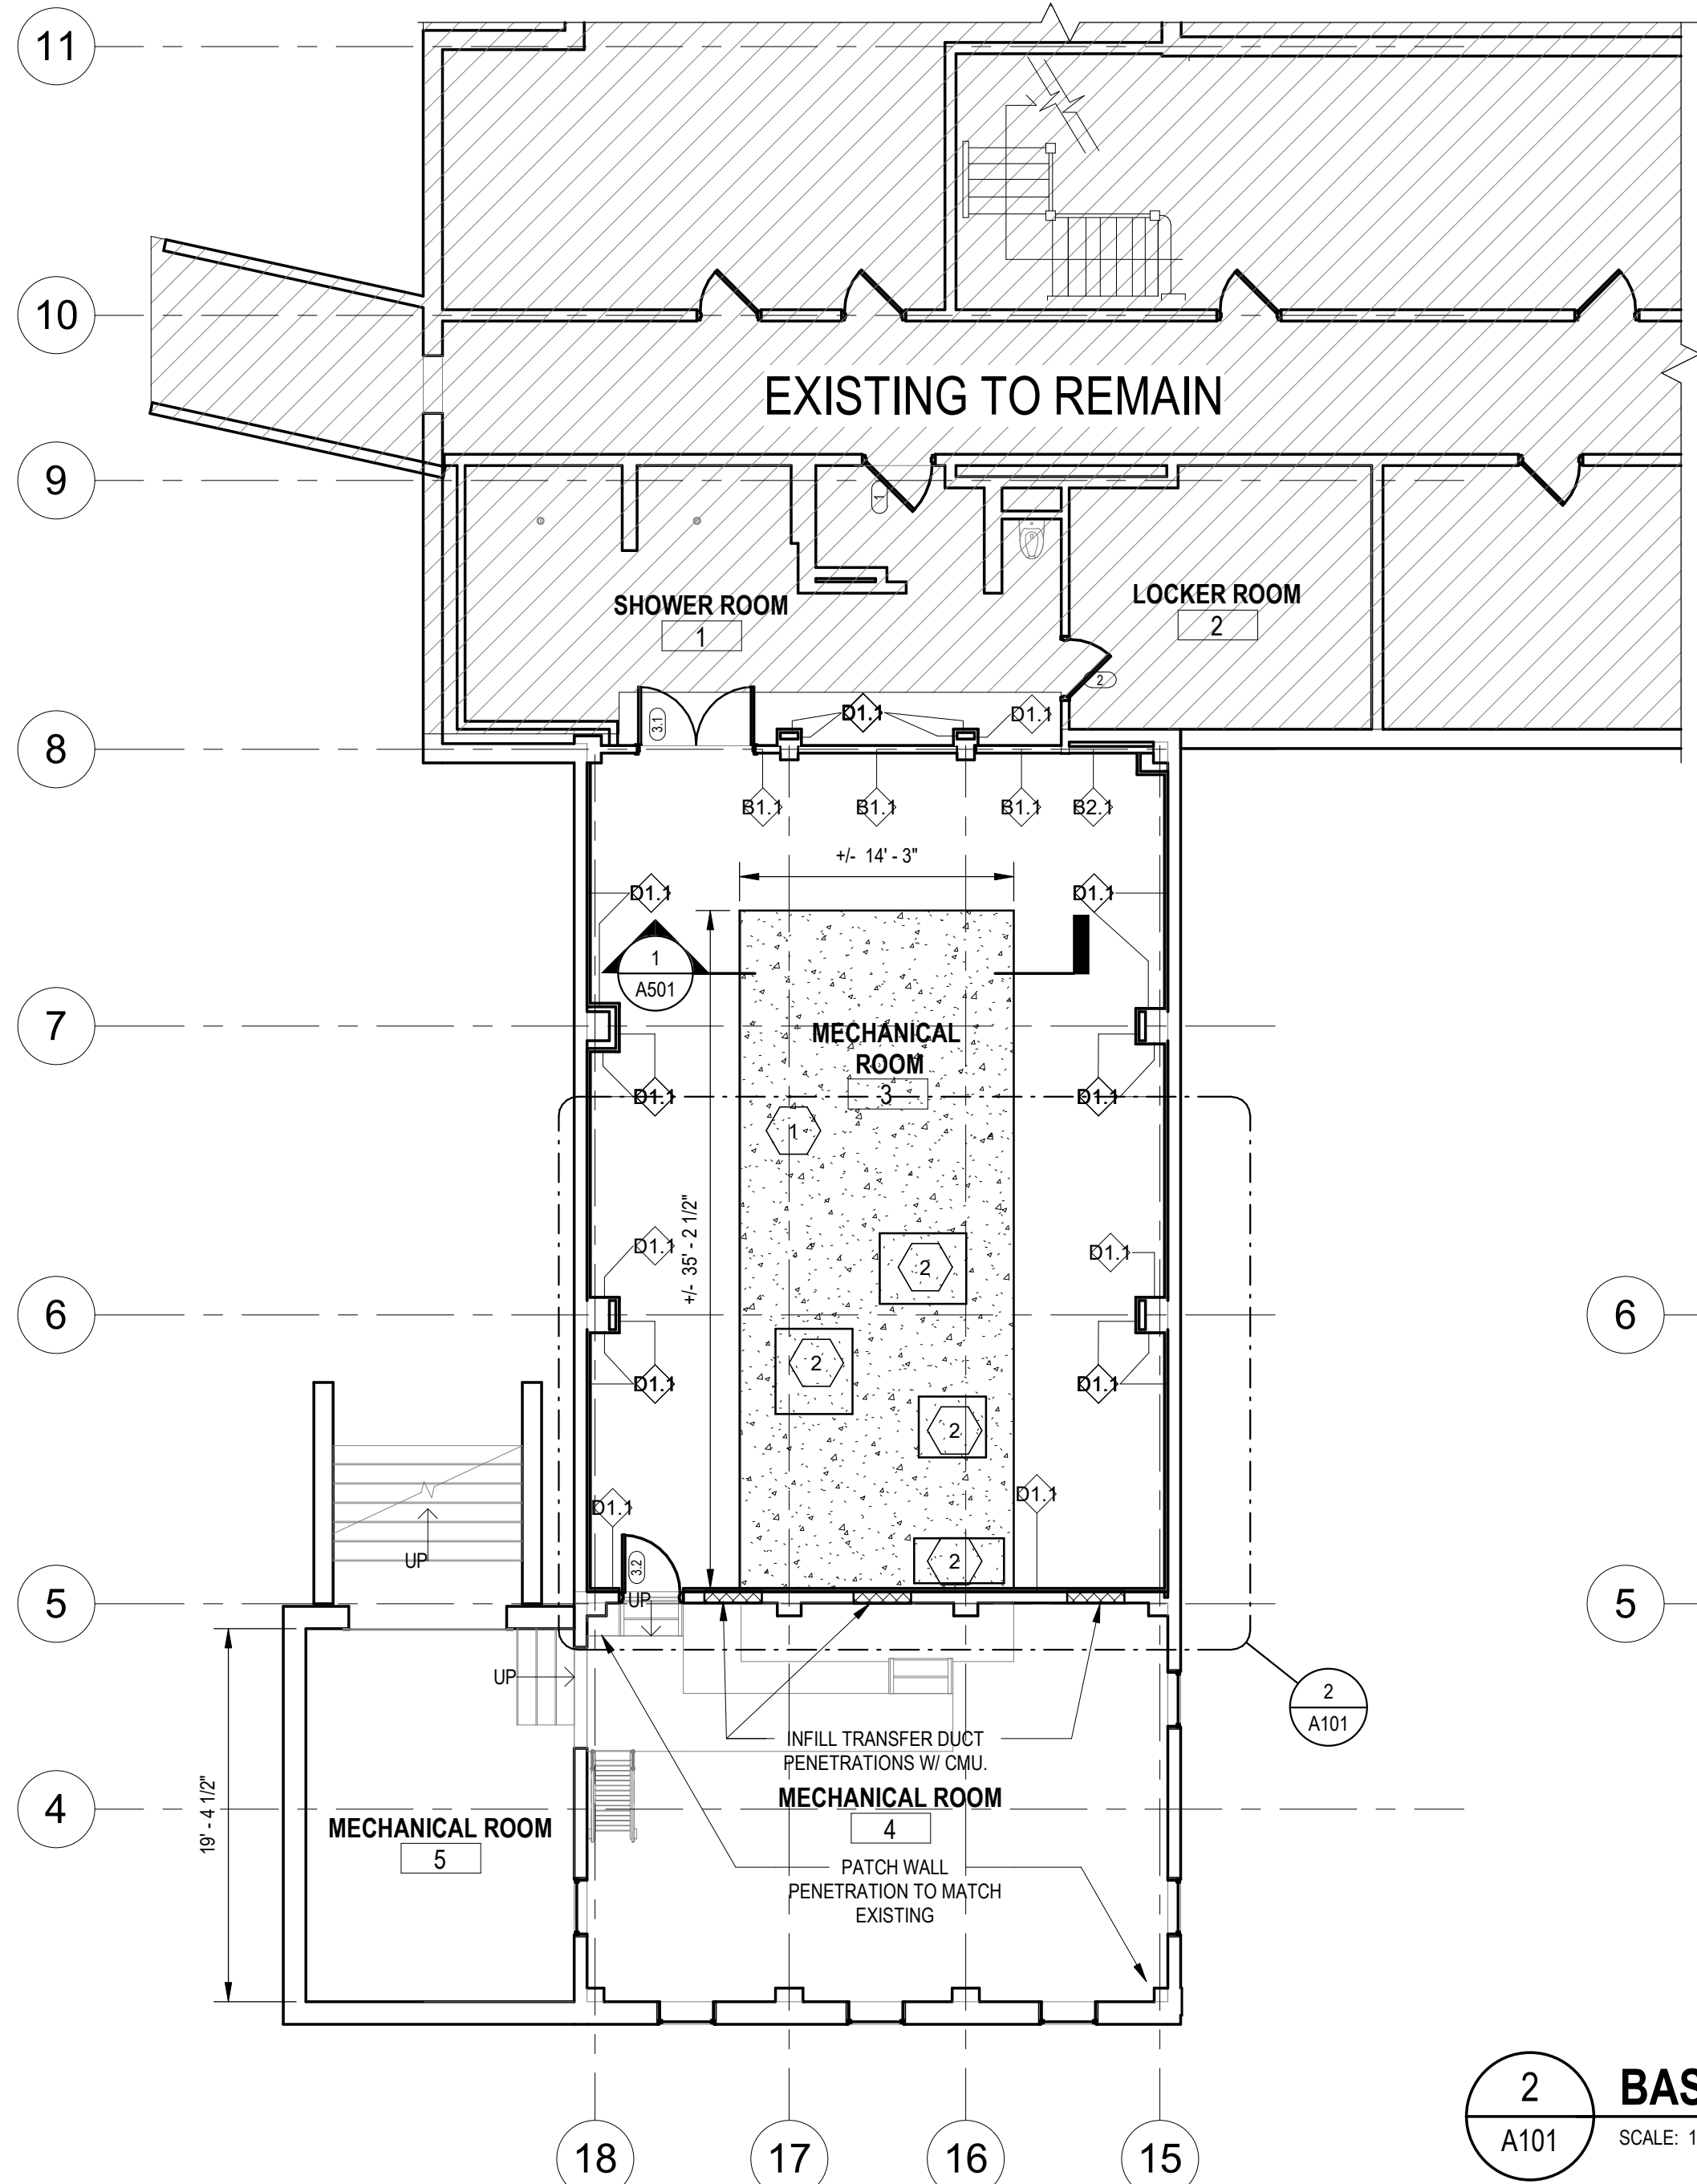 11
10
EXISTING TO REMAIN
9
1
SHOWER ROOM
1
LOCKER ROOM
2
2
3.1
D1.1
D1.1
8
B1.1
B1.1
B1.1
B2.1
+/- 14' - 3"
D1.1
D1.1
1
A501
7
MECHANICAL
ROOM
3
D1.1
D1.1
1
+/- 35' - 2 1/2"
D1.1
D1.1
2
6
6
2
D1.1
D1.1
2
D1.1
D1.1
UP
3.2
2
5
UP
5
UP
2
A101
INFILL TRANSFER DUCT
PENETRATIONS W/ CMU.
4
19' - 4 1/2"
MECHANICAL ROOM
4
MECHANICAL ROOM
5
PATCH WALL
PENETRATION TO MATCH
EXISTING
2
A101
BAS
SCALE: 1
18
17
16
15